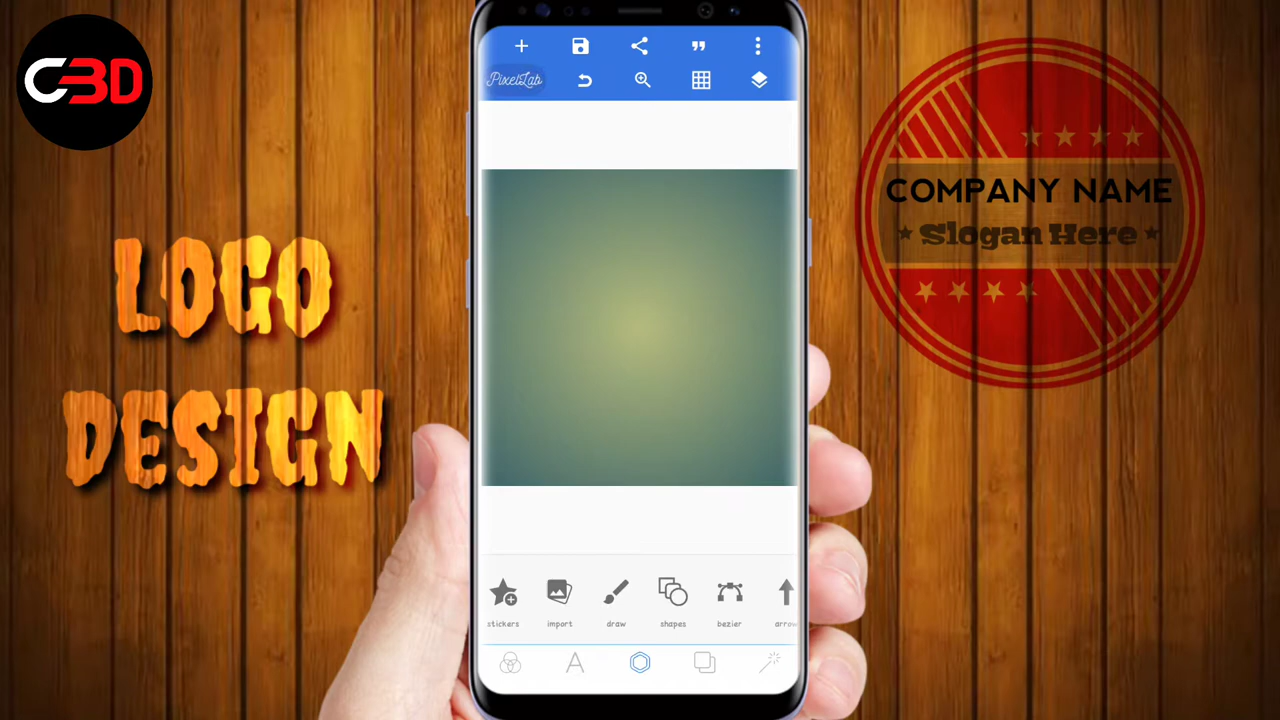 C3D
PixelLab
LOGO
DESIGN
COMPANY NAME
Slogan Here
stickers
import
draw
shapes
bezier
arrow